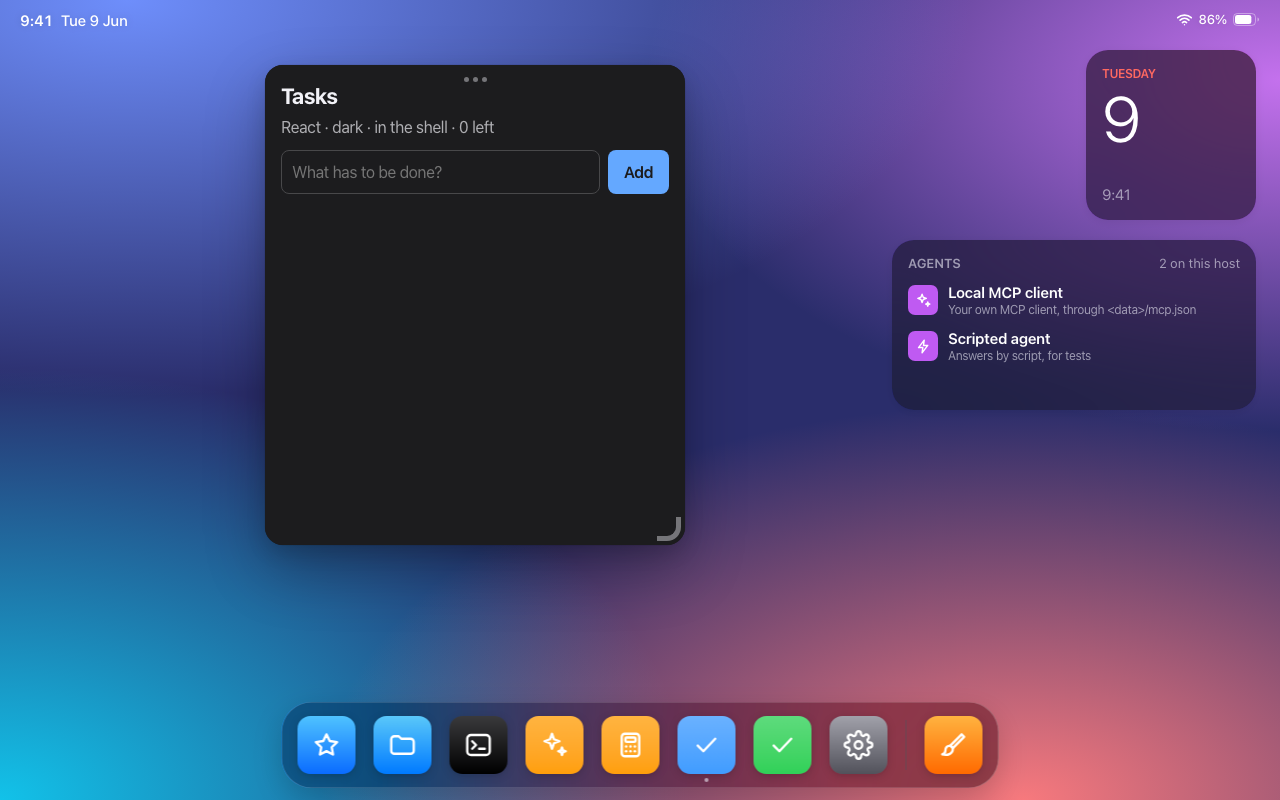 9:41 Tue 9 Jun
86%
Tasks
React · dark · in the shell · 0 left
What has to be done?
Add
TUESDAY
9
9:41
AGENTS
2 on this host
Local MCP client
Your own MCP client, through <data>/mcp.json
Scripted agent
Answers by script, for tests